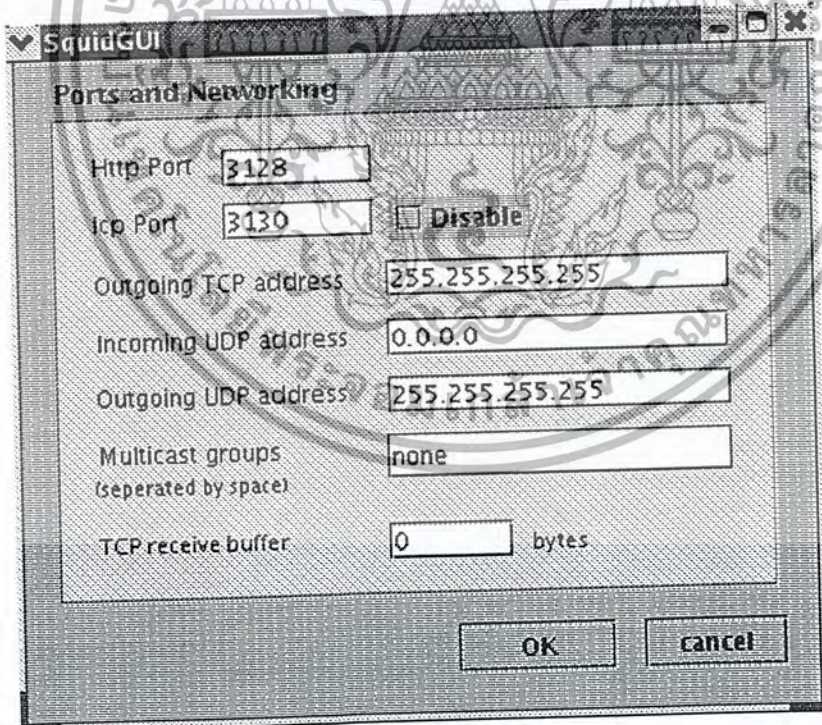 SquidGUI
Ports and Networking
Http Port 3128
Icp Port 3130 Disable
Outgoing TCP address 255.255.255.255
Incoming UDP address 0.0.0.0
Outgoing UDP address 255.255.255.255
Multicast groups none
(seperated by space)
TCP receive buffer 0 bytes
OK cancel